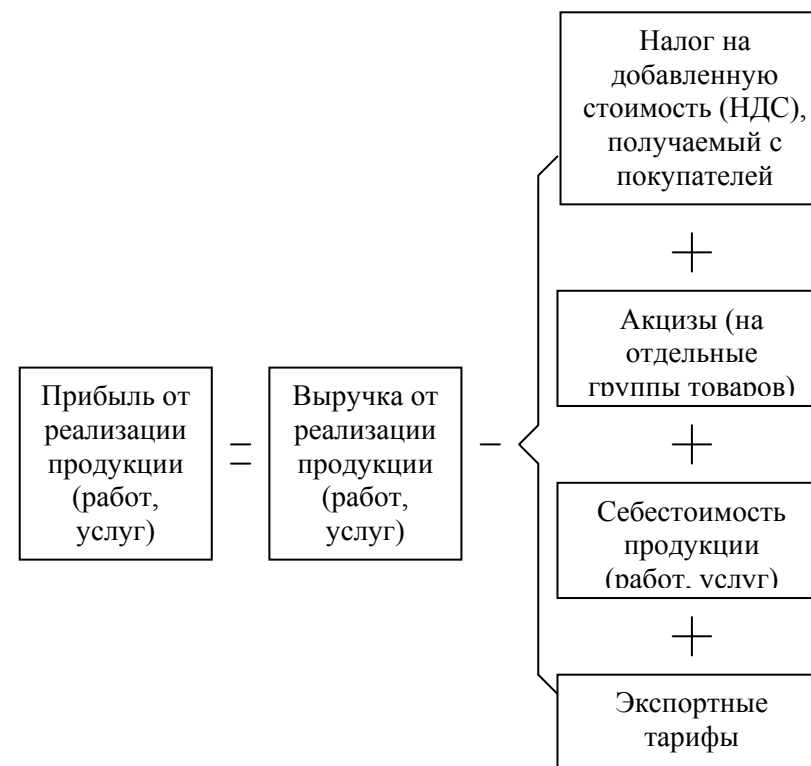 Налог на
добавленную
стоимость (НДС),
получаемый с
покупателей
+
Акцизы (на
отдельные
группы товаров)
+
Прибыль от
реализации
продукции
(работ,
услуг)
=
Выручка от
реализации
продукции
(работ,
услуг)
–
Себестоимость
продукции
(работ, услуг)
+
Экспортные
тарифы